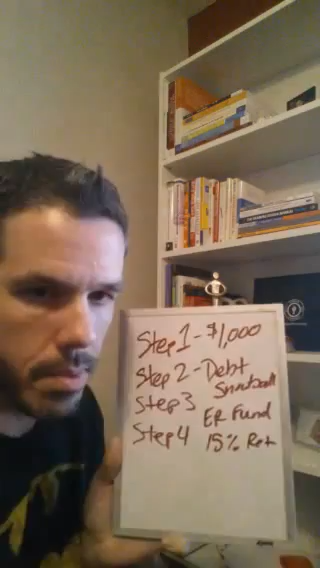 Step 1 - $1,000
Step 2 - Debt
Snowball
Step 3 ER Fund
Step 4 15% Ret